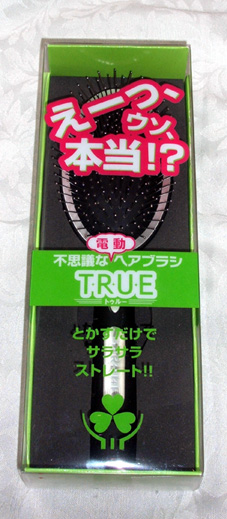 えーっ、
ウソ、
本当!?
電動
不思議なヘアブラシ
TRUE
トゥルー
とかすだけで
サラサラ
ストレート!!